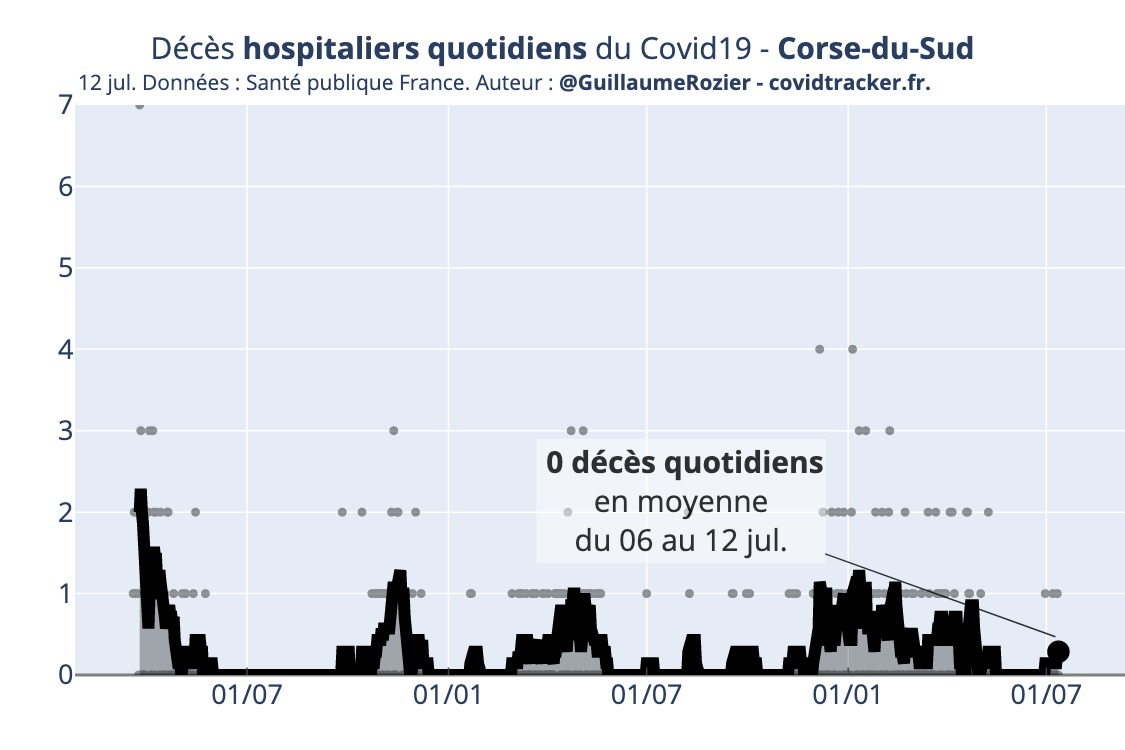 Décès hospitaliers quotidiens du Covid19 - Corse-du-Sud
12 jul. Données : Santé publique France. Auteur : @GuillaumeRozier - covidtracker.fr.
7
6
5
4
3
2
1
0
0 décès quotidiens
en moyenne
du 06 au 12 jul.
01/07 01/01 01/07 01/01 01/07